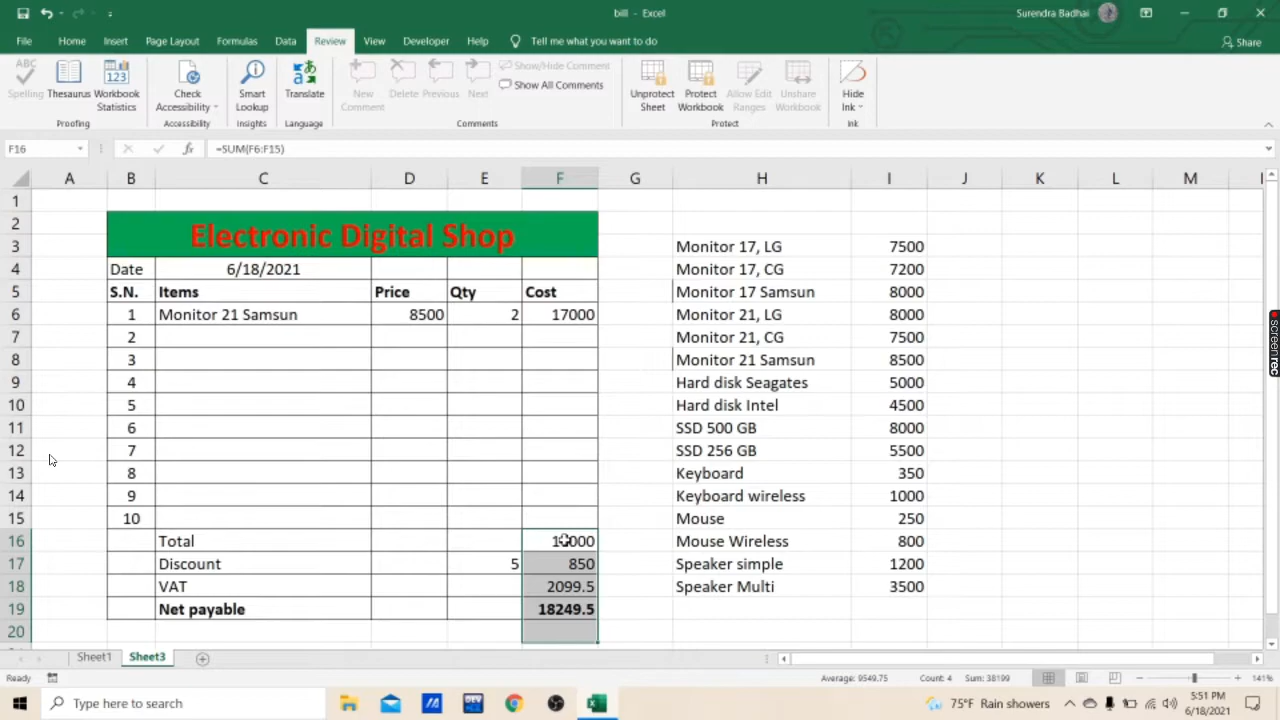 bill - Excel
Surendra Badhai
File Home Insert Page Layout Formulas Data Review View Developer Help Tell me what you want to do Share
ABC
Spelling
Thesaurus
123
Workbook Statistics
Check Accessibility
Smart Lookup
Translate
New Comment
Delete Previous Next
Show/Hide Comment
Show All Comments
Unprotect Sheet
Protect Workbook
Allow Edit Ranges
Unshare Workbook
Hide Ink
Proofing Accessibility Insights Language Comments Protect Ink
F16 fx =SUM(F6:F15)
A B C D E F G H I J K L M
1
2
Electronic Digital Shop
3 Monitor 17, LG 7500
4 Date 6/18/2021 Monitor 17, CG 7200
5 S.N. Items Price Qty Cost Monitor 17 Samsun 8000
6 1 Monitor 21 Samsun 8500 2 17000 Monitor 21, LG 8000
7 2 Monitor 21, CG 7500
8 3 Monitor 21 Samsun 8500
9 4 Hard disk Seagates 5000
10 5 Hard disk Intel 4500
11 6 SSD 500 GB 8000
12 7 SSD 256 GB 5500
13 8 Keyboard 350
14 9 Keyboard wireless 1000
15 10 Mouse 250
16 Total Mouse Wireless 800
17 Discount 5 850 Speaker simple 1200
18 VAT 2099.5 Speaker Multi 3500
19 Net payable 18249.5
20
Sheet1 Sheet3
Ready Average: 9549.75 Count: 4 Sum: 38199 141%
Type here to search
DEV
75°F Rain showers
5:51 PM
6/18/2021
screenrec